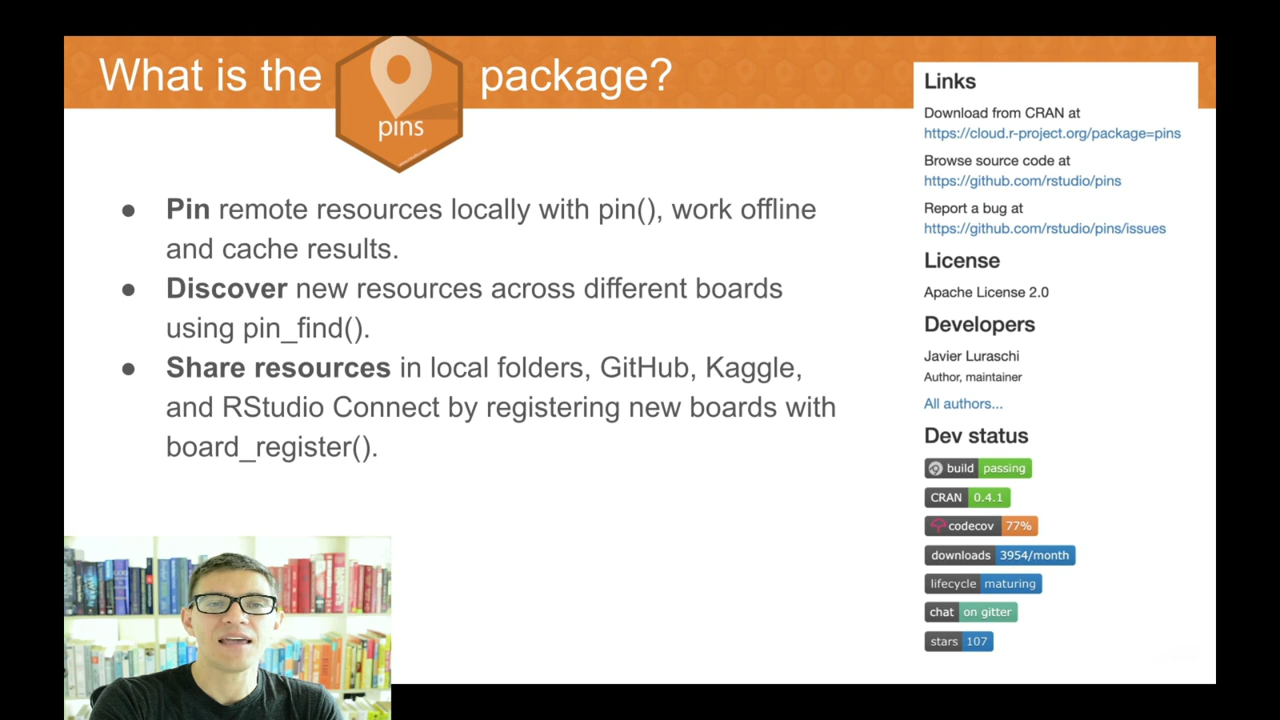 What is the pins package?
● Pin remote resources locally with pin(), work offline
and cache results.
● Discover new resources across different boards
using pin_find().
● Share resources in local folders, GitHub, Kaggle,
and RStudio Connect by registering new boards with
board_register().
Links
Download from CRAN at
https://cloud.r-project.org/package=pins
Browse source code at
https://github.com/rstudio/pins
Report a bug at
https://github.com/rstudio/pins/issues
License
Apache License 2.0
Developers
Javier Luraschi
Author, maintainer
All authors...
Dev status
build passing
CRAN 0.4.1
codecov 77%
downloads 3954/month
lifecycle maturing
chat on gitter
stars 107